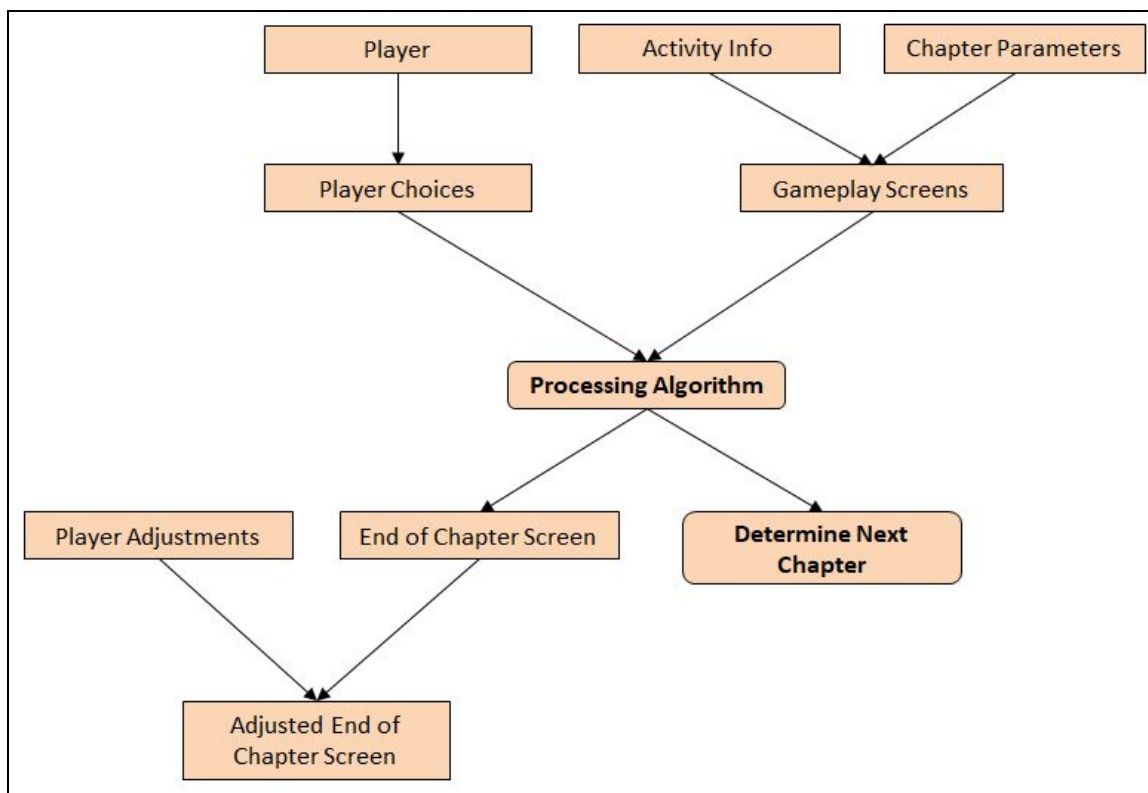 Player
Activity Info
Chapter Parameters
Player Choices
Gameplay Screens
Processing Algorithm
Player Adjustments
End of Chapter Screen
Determine Next
Chapter
Adjusted End of
Chapter Screen